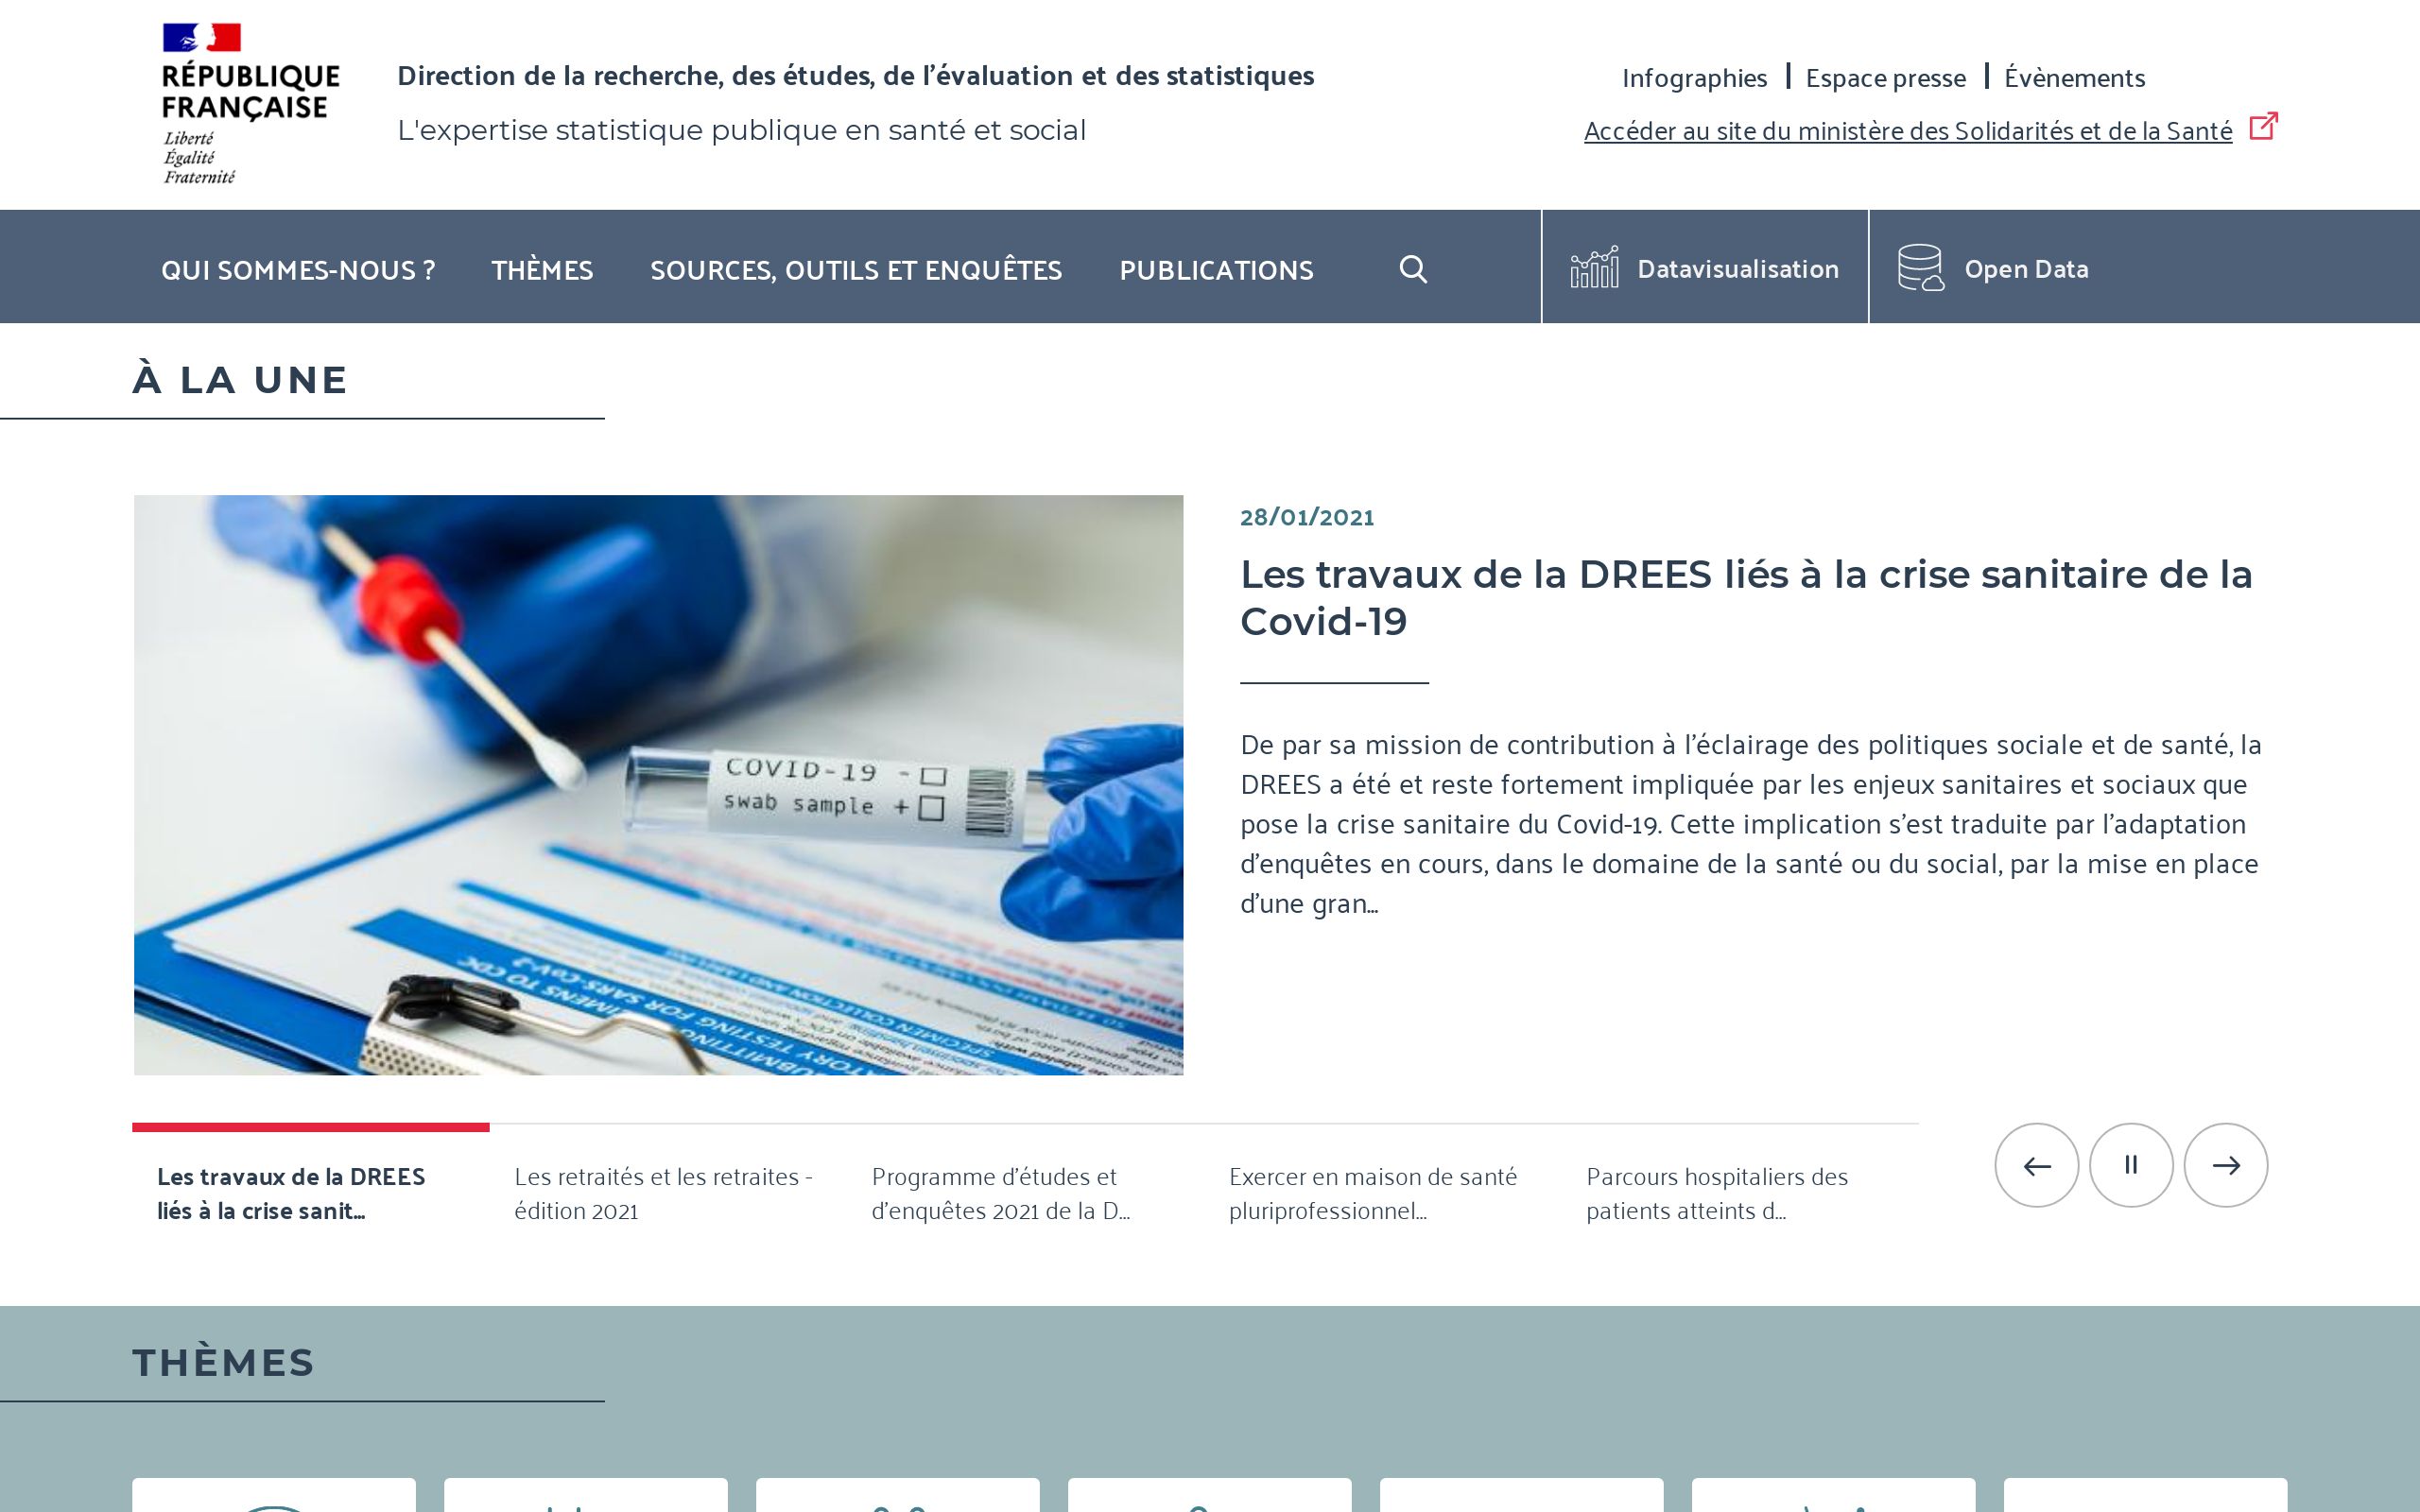 RÉPUBLIQUE
FRANÇAISE
Liberté
Égalité
Fraternité
Direction de la recherche, des études, de l’évaluation et des statistiques
L'expertise statistique publique en santé et social
Infographies
Espace presse
Évènements
Accéder au site du ministère des Solidarités et de la Santé
QUI SOMMES-NOUS ?
THÈMES
SOURCES, OUTILS ET ENQUÊTES
PUBLICATIONS
Datavisualisation
Open Data
À LA UNE
COVID-19 -
swab sample +
28/01/2021
Les travaux de la DREES liés à la crise sanitaire de la
Covid-19
De par sa mission de contribution à l’éclairage des politiques sociale et de santé, la
DREES a été et reste fortement impliquée par les enjeux sanitaires et sociaux que
pose la crise sanitaire du Covid-19. Cette implication s’est traduite par l’adaptation
d’enquêtes en cours, dans le domaine de la santé ou du social, par la mise en place
d’une gran...
Les travaux de la DREES
liés à la crise sanit...
Les retraités et les retraites -
édition 2021
Programme d’études et
d’enquêtes 2021 de la D...
Exercer en maison de santé
pluriprofessionnel...
Parcours hospitaliers des
patients atteints d...
THÈMES